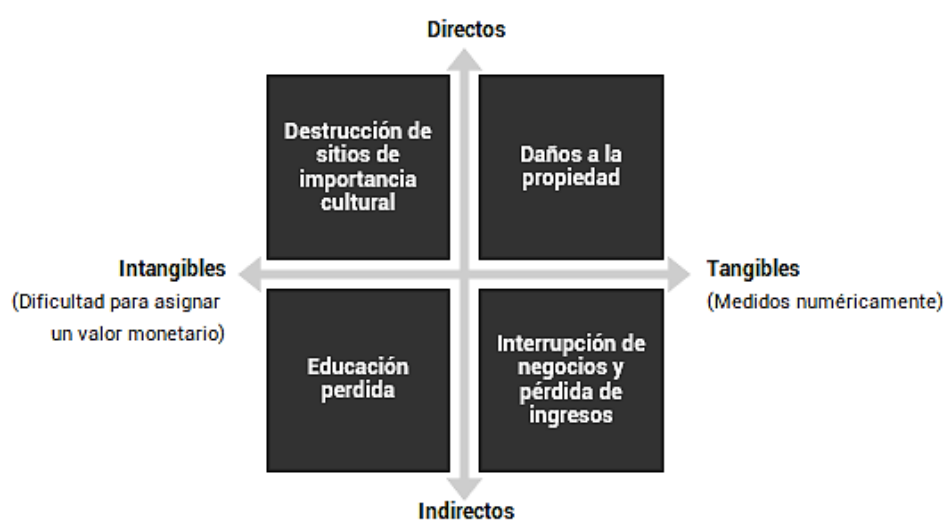 Directos
Destrucción de
sitios de
importancia
cultural
Daños a la
propiedad
Intangibles
(Dificultad para asignar
un valor monetario)
Tangibles
(Medidos numéricamente)
Educación
perdida
Interrupción de
negocios y
pérdida de
ingresos
Indirectos